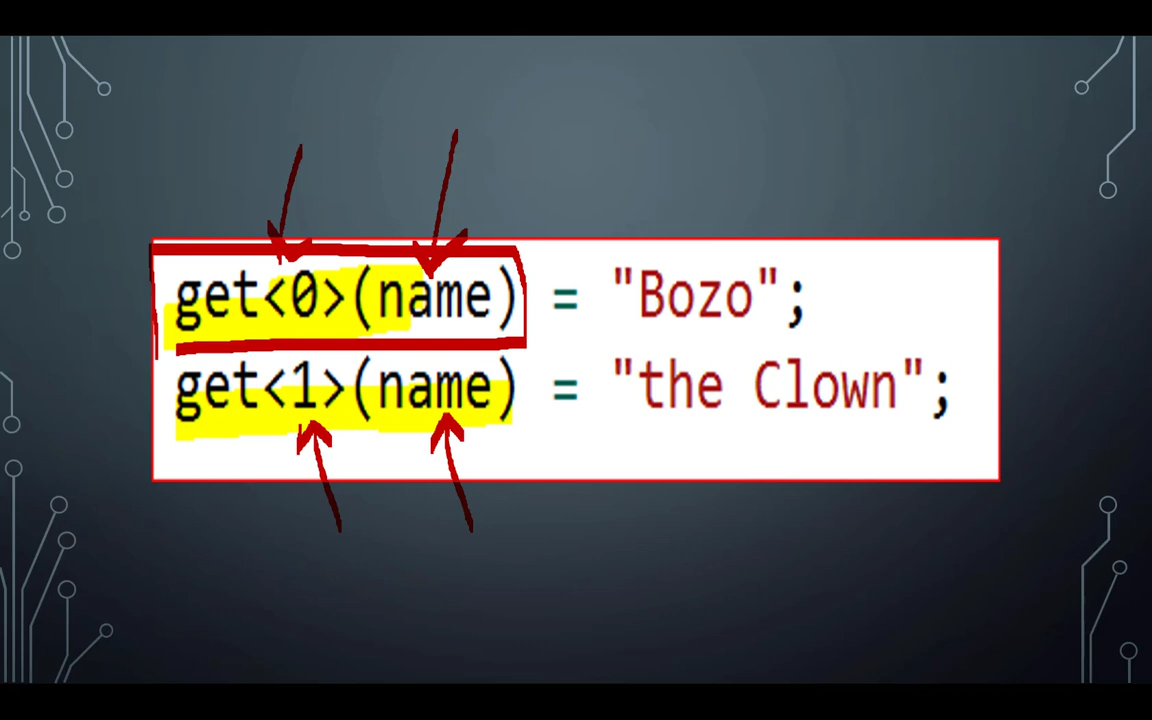 get<0>(name) = "Bozo";
get<1>(name) = "the Clown";